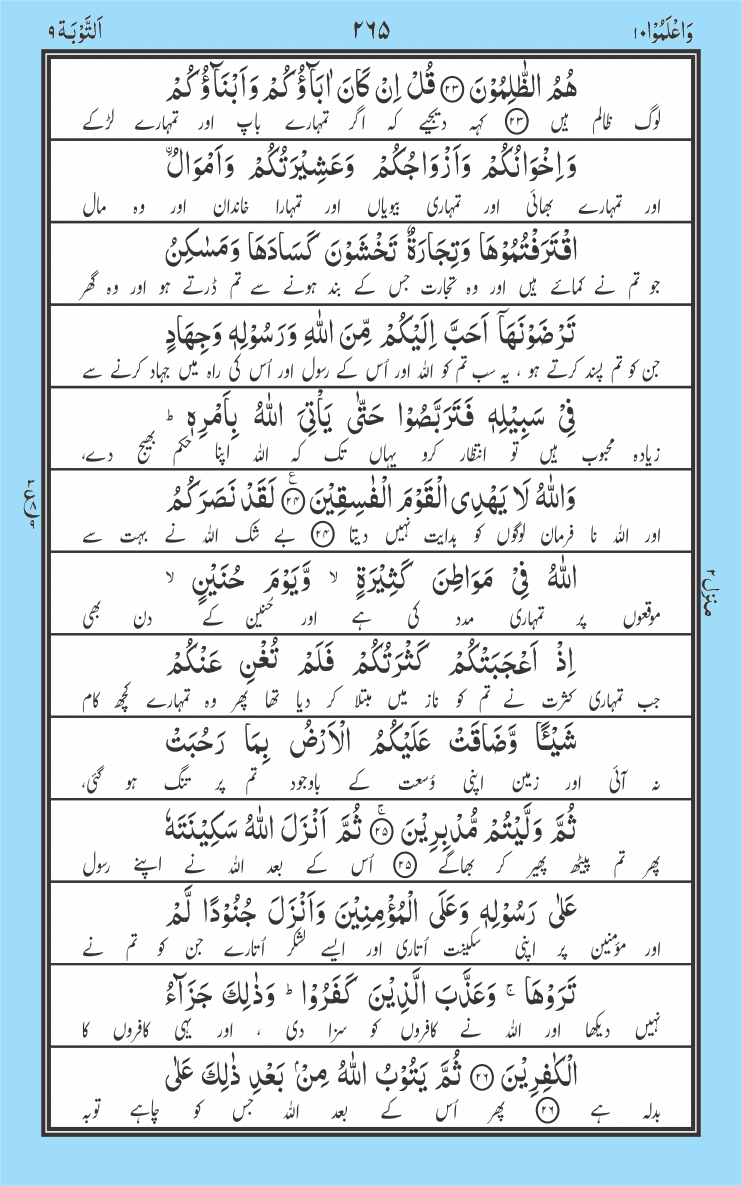 وَاعْلَمُوْا ١٠ ٢٦٥ اَلتَّوْبَة ٩
هُمُ الظّٰلِمُوْنَ ٢٣ قُلْ اِنْ كَانَ اٰبَآؤُكُمْ وَاَبْنَآؤُكُمْ
لوگ ظالم ہیں ٢٣ کہہ دیجیے کہ اگر تمہارے باپ اور تمہارے لڑکے
وَاِخْوَانُكُمْ وَاَزْوَاجُكُمْ وَعَشِيْرَتُكُمْ وَاَمْوَالُ ۨ
اور تمہارے بھائی اور تمہاری بیویاں اور تمہارا خاندان اور وہ مال
اقْتَرَفْتُمُوْهَا وَتِجَارَةٌ تَخْشَوْنَ كَسَادَهَا وَمَسٰكِنُ
جو تم نے کمائے ہیں اور وہ تجارت جس کے بند ہونے سے تم ڈرتے ہو اور وہ گھر
تَرْضَوْنَهَاۤ اَحَبَّ اِلَيْكُمْ مِّنَ اللّٰهِ وَرَسُوْلِهٖ وَجِهَادٍ
جن کو تم پسند کرتے ہو ، یہ سب تم کو اللہ اور اُس کے رسول اور اُس کی راہ میں جہاد کرنے سے
فِيْ سَبِيْلِهٖ فَتَرَبَّصُوْا حَتّٰى يَاْتِيَ اللّٰهُ بِاَمْرِهٖ ؕ
زیادہ محبوب ہیں تو انتظار کرو یہاں تک کہ اللہ اپنا حکم بھیج دے،
وَاللّٰهُ لَا يَهْدِى الْقَوْمَ الْفٰسِقِيْنَ ٢٤ ۧ لَقَدْ نَصَرَكُمُ
اور اللہ نا فرمان لوگوں کو ہدایت نہیں دیتا ٢٤ بے شک اللہ نے بہت سے
اللّٰهُ فِيْ مَوَاطِنَ كَثِيْرَةٍ ۙ وَّيَوْمَ حُنَيْنٍ ۙ
موقعوں پر تمہاری مدد کی ہے اور حُنین کے دن بھی
منزل ٢
اِذْ اَعْجَبَتْكُمْ كَثْرَتُكُمْ فَلَمْ تُغْنِ عَنْكُمْ
جب تمہاری کثرت نے تم کو ناز میں مبتلا کر دیا تھا پھر وہ تمہارے کچھ کام
شَيْـًٔا وَّضَاقَتْ عَلَيْكُمُ الْاَرْضُ بِمَا رَحُبَتْ
نہ آئی اور زمین اپنی وُسعت کے باوجود تم پر تنگ ہو گئی،
ثُمَّ وَلَّيْتُمْ مُّدْبِرِيْنَ ٢٥ ۚ ثُمَّ اَنْزَلَ اللّٰهُ سَكِيْنَتَهٗ
پھر تم پیٹھ پھیر کر بھاگے ٢٥ اُس کے بعد اللہ نے اپنے رسول
عَلٰى رَسُوْلِهٖ وَعَلَى الْمُؤْمِنِيْنَ وَاَنْزَلَ جُنُوْدًا لَّمْ
اور مؤمنین پر اپنی سکینت اُتاری اور ایسے لشکر اُتارے جن کو تم نے
تَرَوْهَا ۚ وَعَذَّبَ الَّذِيْنَ كَفَرُوْا ؕ وَذٰلِكَ جَزَآءُ
نہیں دیکھا اور اللہ نے کافروں کو سزا دی ، اور یہی کافروں کا
الْكٰفِرِيْنَ ٢٦ ثُمَّ يَتُوْبُ اللّٰهُ مِنْۢ بَعْدِ ذٰلِكَ عَلٰى
بدلہ ہے ٢٦ پھر اُس کے بعد اللہ جس کو چاہے توبہ